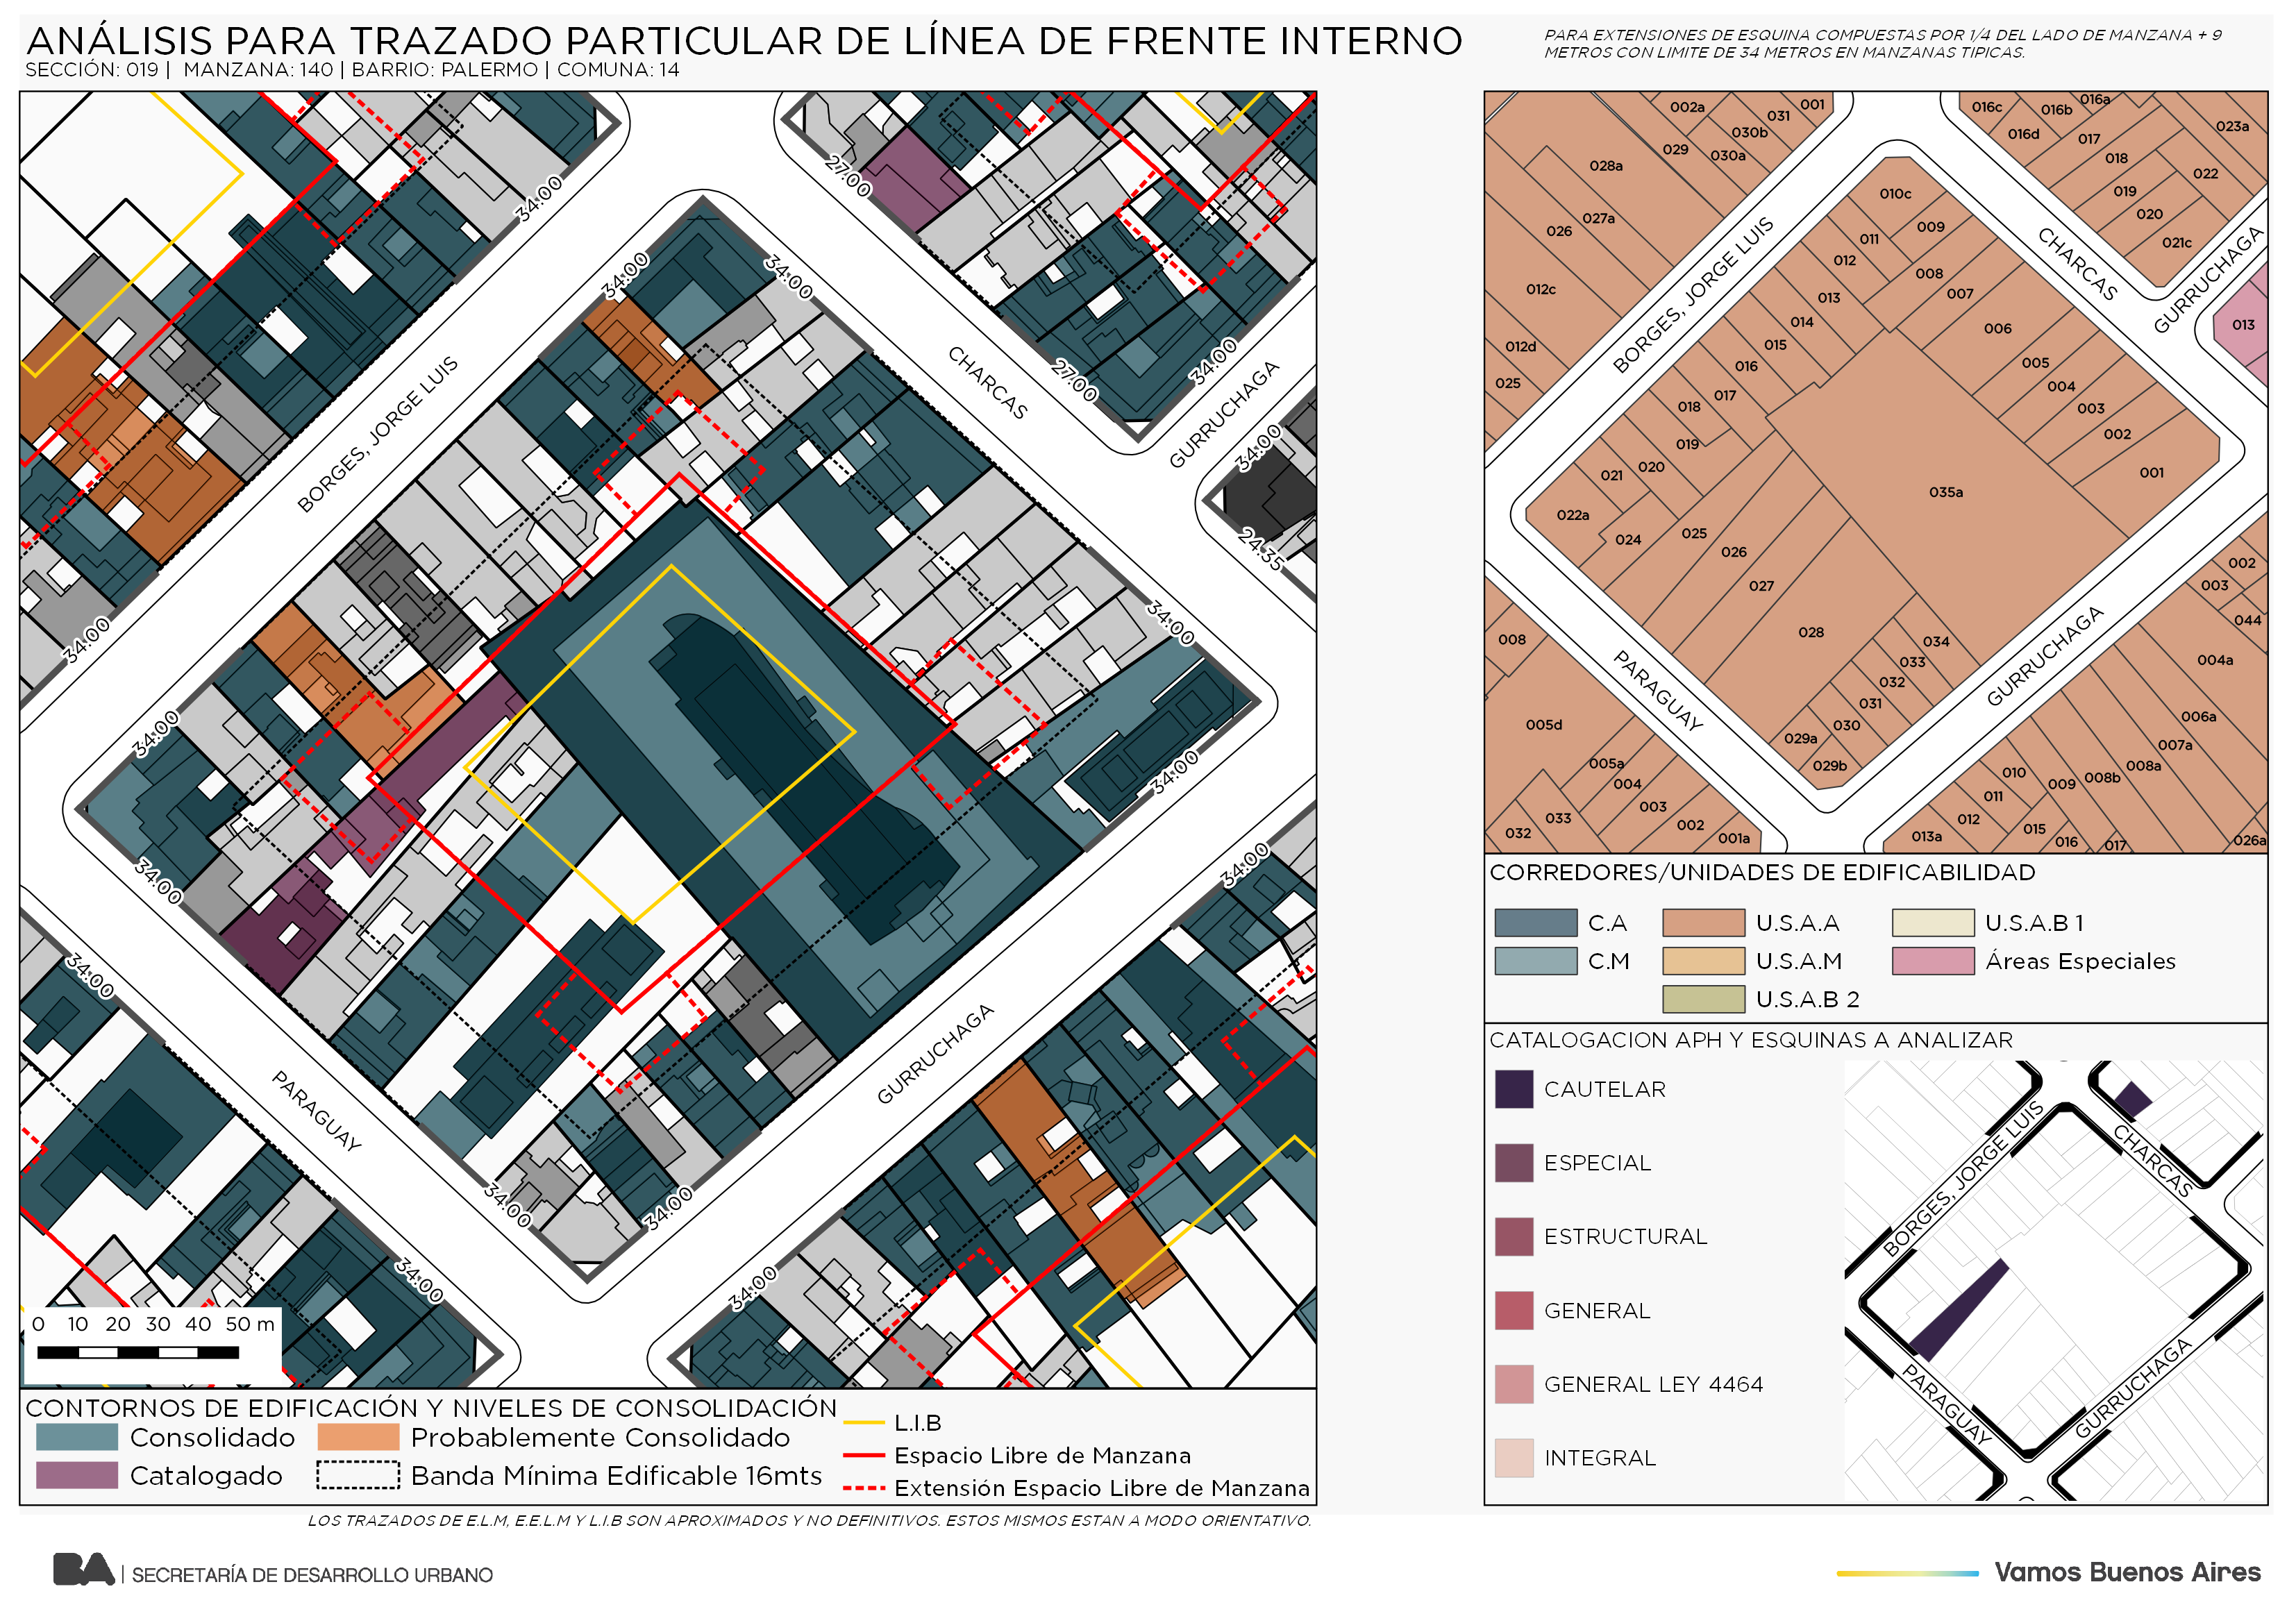 ANÁLISIS PARA TRAZADO PARTICULAR DE LÍNEA DE FRENTE INTERNO
SECCIÓN: 019 | MANZANA: 140 | BARRIO: PALERMO | COMUNA: 14
PARA EXTENSIONES DE ESQUINA COMPUESTAS POR 1/4 DEL LADO DE MANZANA + 9
METROS CON LIMITE DE 34 METROS EN MANZANAS TIPICAS.
34:00
27:00
34:00
34:00
BORGES, JORGE LUIS
CHARCAS
27:00
34:00
GURRUCHAGA
34:00
24.35
34:00
34:00
34:00
34:00
34:00
34:00
34:00
PARAGUAY
GURRUCHAGA
34:00
34:00
34:00
34:00
0 10 20 30 40 50 m
CONTORNOS DE EDIFICACIÓN Y NIVELES DE CONSOLIDACIÓN
Consolidado
Probablemente Consolidado
Catalogado
Banda Mínima Edificable 16mts
L.I.B
Espacio Libre de Manzana
Extensión Espacio Libre de Manzana
LOS TRAZADOS DE E.L.M, E.E.L.M Y L.I.B SON APROXIMADOS Y NO DEFINITIVOS. ESTOS MISMOS ESTAN A MODO ORIENTATIVO.
002a
031
001
030b
029
030a
028a
027a
026
012c
012d
025
016c
016b
016a
016d
017
023a
018
022
019
020
021c
013
BORGES, JORGE LUIS
CHARCAS
GURRUCHAGA
010c
009
011
012
008
007
013
006
014
015
005
016
004
017
003
018
002
019
001
020
021
035a
022a
024
025
026
027
028
034
033
032
031
030
029a
029b
PARAGUAY
GURRUCHAGA
002
003
044
004a
006a
007a
008a
008b
009
010
011
012
013a
015
016
017
026a
008
005d
005a
004
003
002
001a
033
032
CORREDORES/UNIDADES DE EDIFICABILIDAD
C.A
U.S.A.A
U.S.A.B 1
C.M
U.S.A.M
Áreas Especiales
U.S.A.B 2
CATALOGACION APH Y ESQUINAS A ANALIZAR
CAUTELAR
ESPECIAL
ESTRUCTURAL
GENERAL
GENERAL LEY 4464
INTEGRAL
BORGES, JORGE LUIS
CHARCAS
PARAGUAY
GURRUCHAGA
BA | SECRETARÍA DE DESARROLLO URBANO
Vamos Buenos Aires